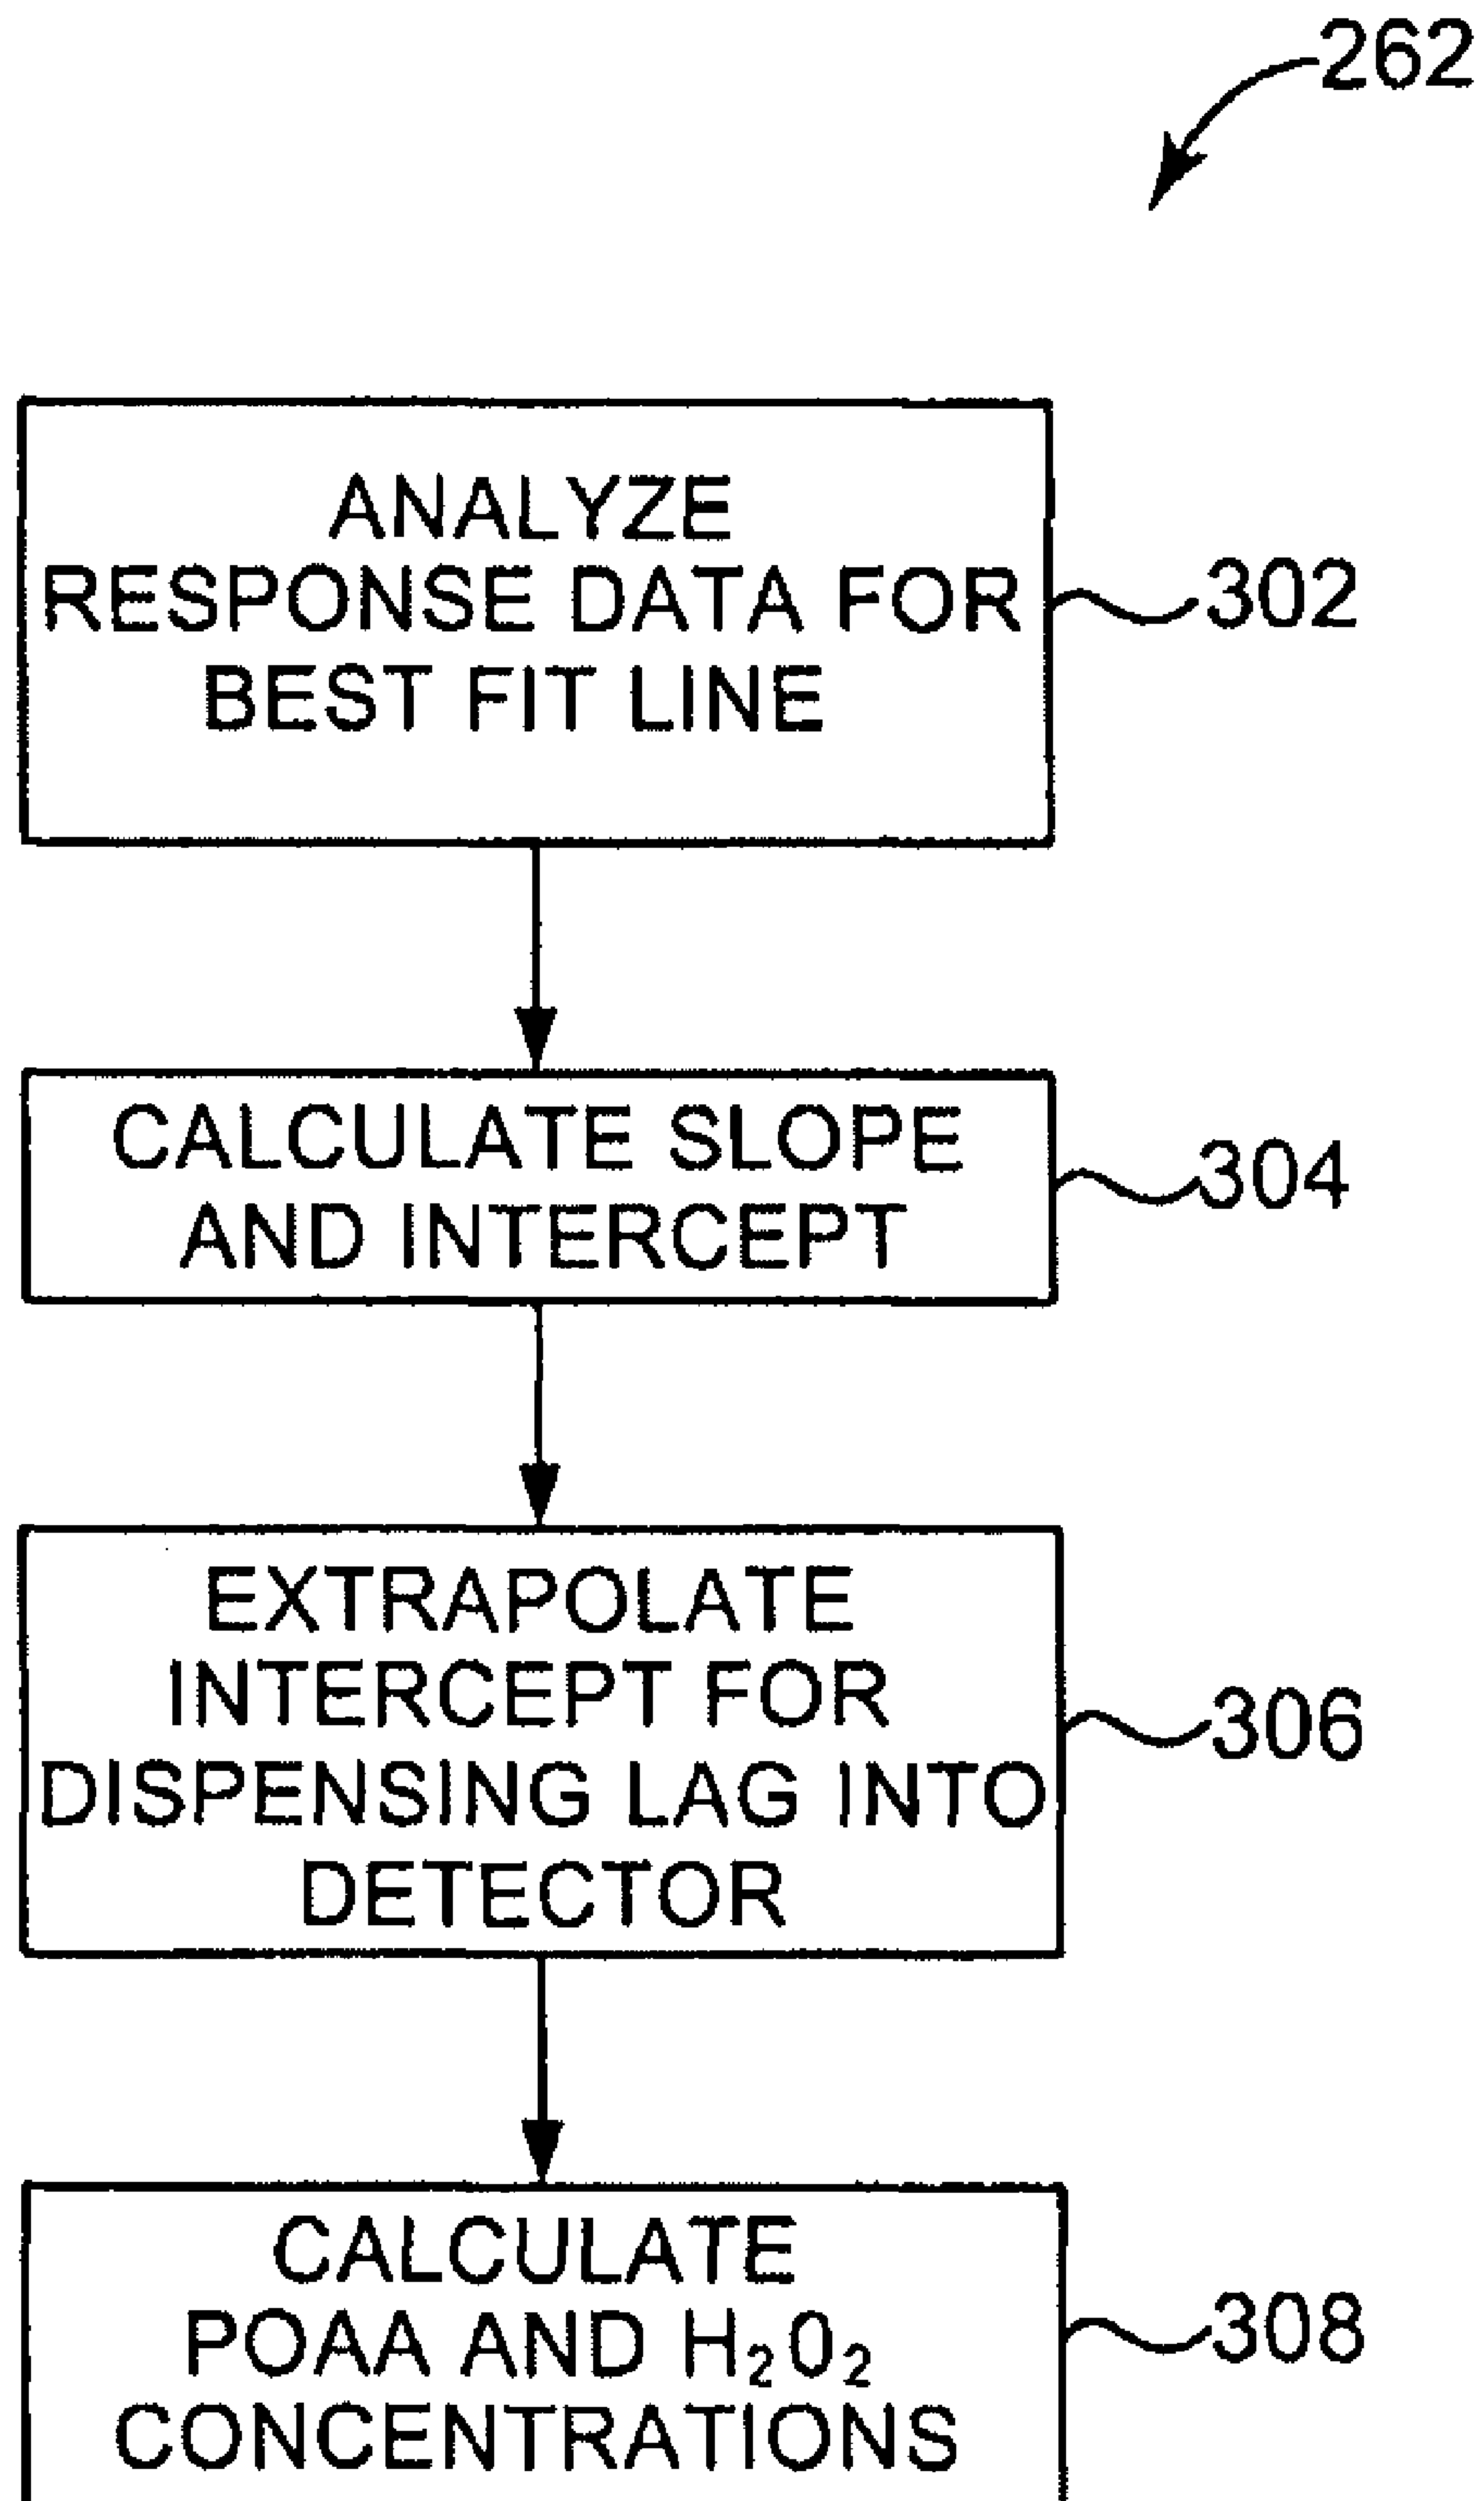 262
ANALYZE
RESPONSE DATA FOR
BEST FIT LINE
302
CALCULATE SLOPE
AND INTERCEPT
304
EXTRAPOLATE
INTERCEPT FOR
DISPENSING LAG INTO
DETECTOR
306
CALCULATE
POAA AND H₂O₂
CONCENTRATIONS
308